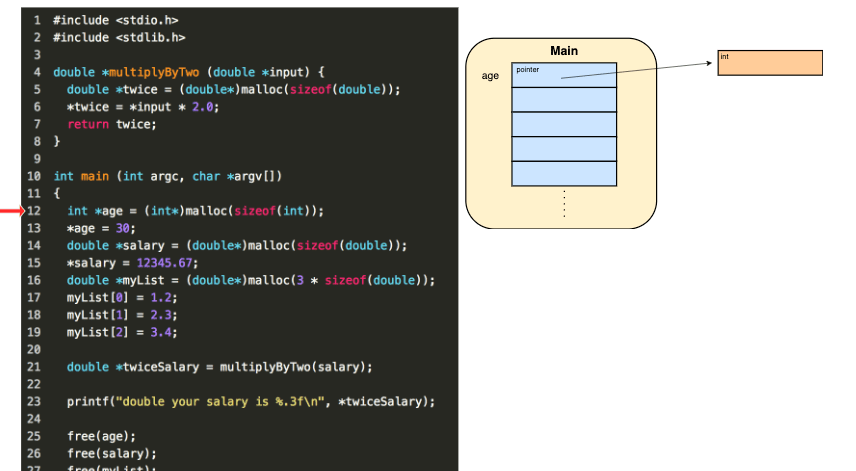 1 #include <stdio.h>
2 #include <stdlib.h>
3
4 double *multiplyByTwo (double *input) {
5   double *twice = (double*)malloc(sizeof(double));
6   *twice = *input * 2.0;
7   return twice;
8 }
9
10 int main (int argc, char *argv[])
11 {
12   int *age = (int*)malloc(sizeof(int));
13   *age = 30;
14   double *salary = (double*)malloc(sizeof(double));
15   *salary = 12345.67;
16   double *myList = (double*)malloc(3 * sizeof(double));
17   myList[0] = 1.2;
18   myList[1] = 2.3;
19   myList[2] = 3.4;
20
21   double *twiceSalary = multiplyByTwo(salary);
22
23   printf("double your salary is %.3f\n", *twiceSalary);
24
25   free(age);
26   free(salary);
27   free(myList);
Main
age
pointer
int